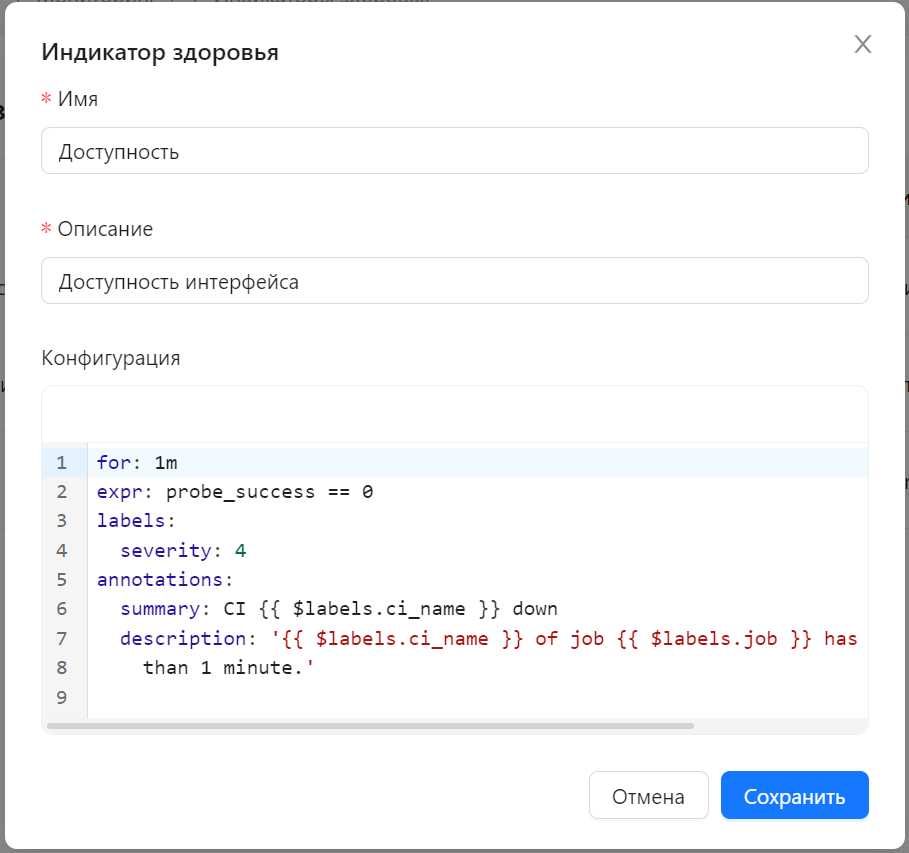 Индикатор здоровья
* Имя
Доступность
* Описание
Доступность интерфейса
Конфигурация
1 for: 1m
2 expr: probe_success == 0
3 labels:
4 severity: 4
5 annotations:
6 summary: CI {{ $labels.ci_name }} down
7 description: '{{ $labels.ci_name }} of job {{ $labels.job }} has
8 than 1 minute.'
9
Отмена
Сохранить